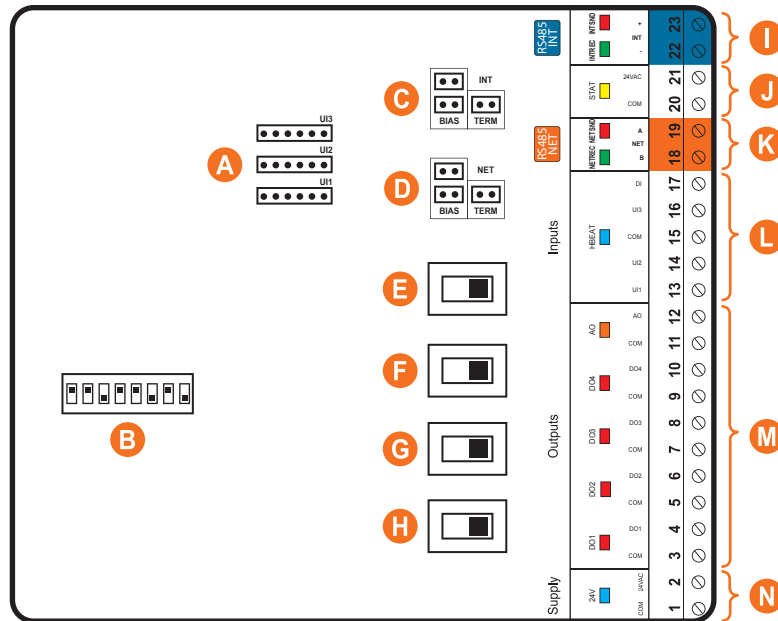 A
UI3
UI2
UI1
B
C
INT
BIAS
TERM
D
NET
BIAS
TERM
E
F
G
H
RS485
INT
RS485
NET
Inputs
Outputs
Supply
INTREC INTSND
STAT
NETREC NETSND
HBEAT
AO
DO4
DO3
DO2
DO1
24V
+ 23
INT
- 22
24VAC 21
COM 20
A 19
NET
B 18
DI 17
UI3 16
COM 15
UI2 14
UI1 13
AO 12
COM 11
DO4 10
COM 9
DO3 8
COM 7
DO2 6
COM 5
DO1 4
COM 3
24VAC 2
COM 1
I
J
K
L
M
N